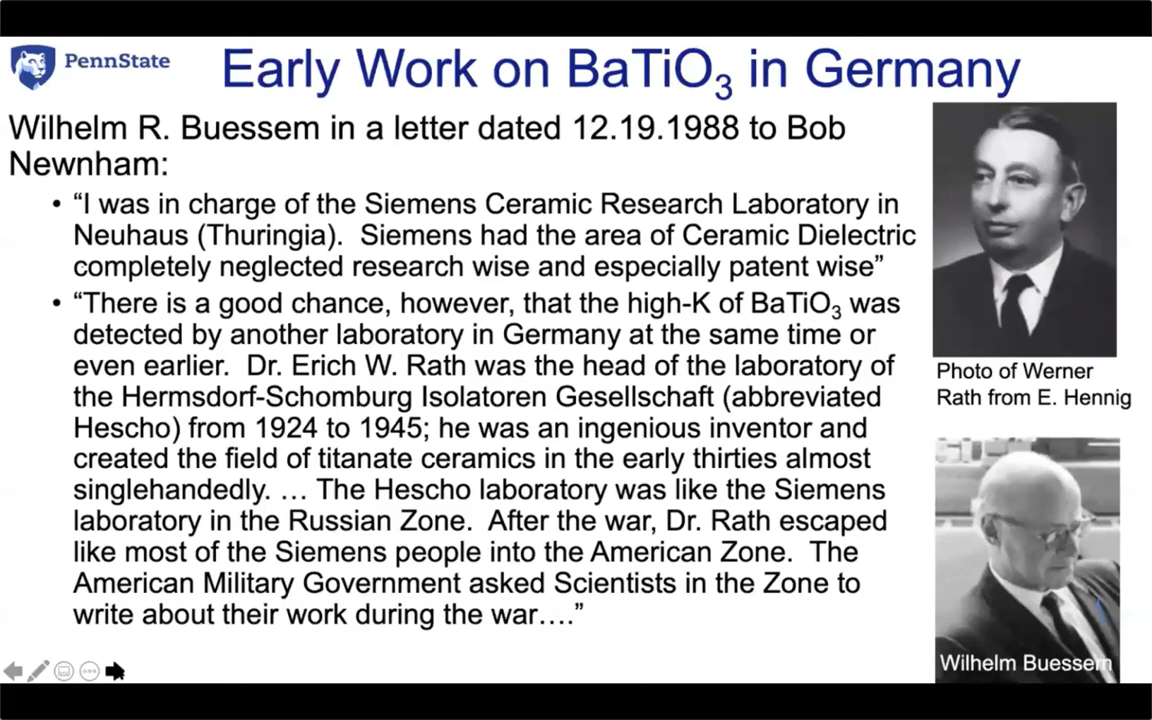 PennState
Early Work on BaTiO3 in Germany
Wilhelm R. Buessem in a letter dated 12.19.1988 to Bob
Newnham:
• “I was in charge of the Siemens Ceramic Research Laboratory in
Neuhaus (Thuringia). Siemens had the area of Ceramic Dielectric
completely neglected research wise and especially patent wise”
• “There is a good chance, however, that the high-K of BaTiO3 was
detected by another laboratory in Germany at the same time or
even earlier. Dr. Erich W. Rath was the head of the laboratory of
the Hermsdorf-Schomburg Isolatoren Gesellschaft (abbreviated
Hescho) from 1924 to 1945; he was an ingenious inventor and
created the field of titanate ceramics in the early thirties almost
singlehandedly. … The Hescho laboratory was like the Siemens
laboratory in the Russian Zone. After the war, Dr. Rath escaped
like most of the Siemens people into the American Zone. The
American Military Government asked Scientists in the Zone to
write about their work during the war….”
Photo of Werner
Rath from E. Hennig
Wilhelm Buessem